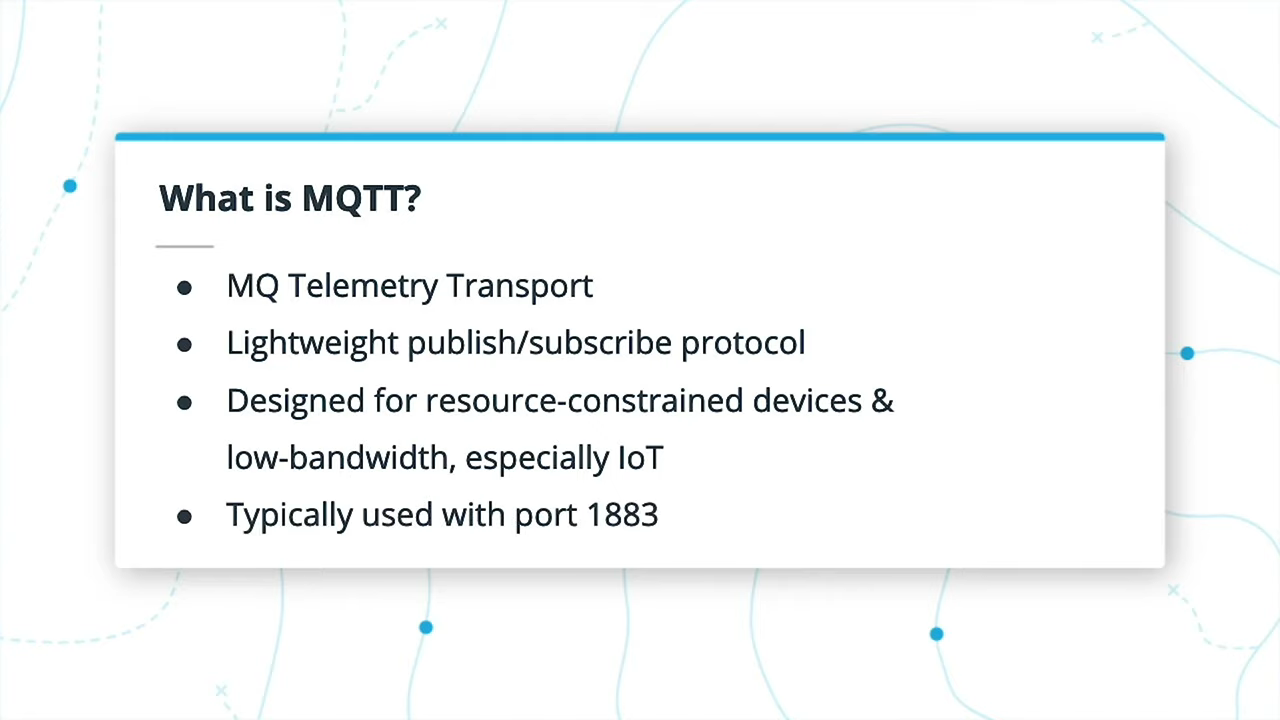 What is MQTT?
● MQ Telemetry Transport
● Lightweight publish/subscribe protocol
● Designed for resource-constrained devices &
low-bandwidth, especially IoT
● Typically used with port 1883